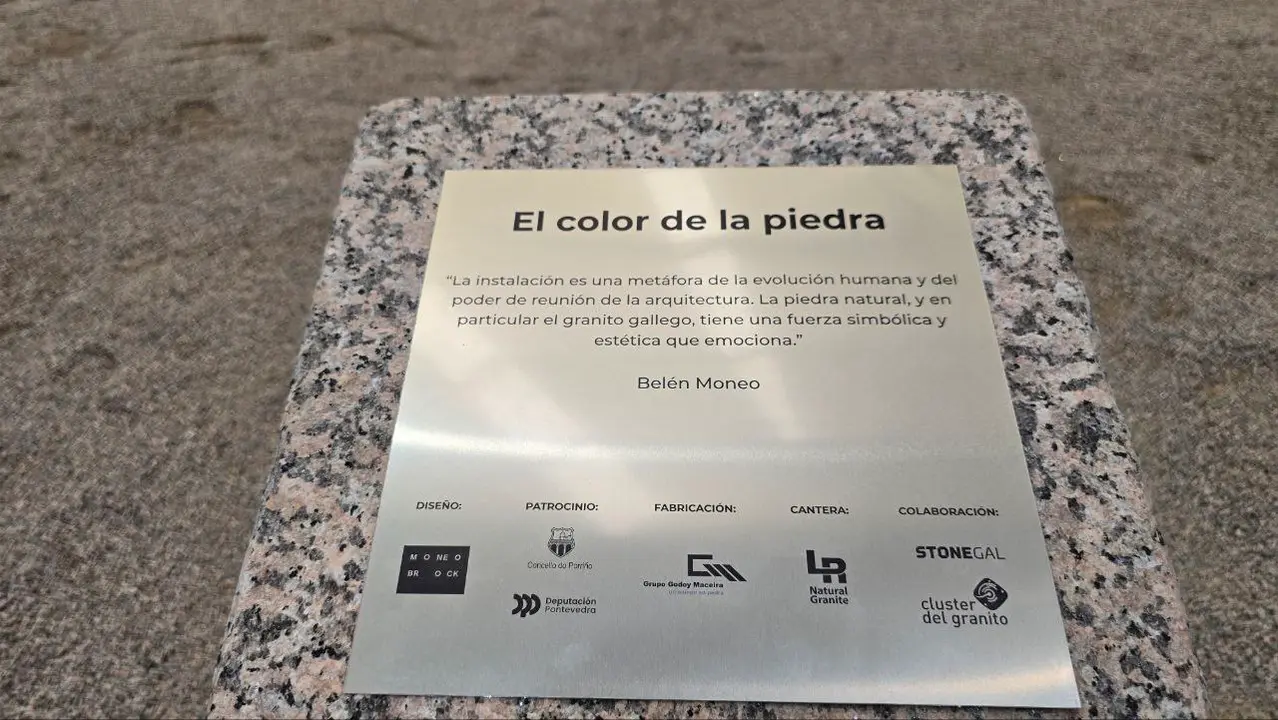 El color de la piedra
“La instalación es una metáfora de la evolución humana y del
poder de reunión de la arquitectura. La piedra natural, y en
particular el granito gallego, tiene una fuerza simbólica y
estética que emociona.”
Belén Moneo
DISEÑO: PATROCINIO: FABRICACIÓN: CANTERA: COLABORACIÓN:
MONEO
BROCK
Concello do Porriño
Deputación
Pontevedra
GM
Grupo Godoy Maceira
LR
Natural
Granite
STONEGAL
cluster
del granito